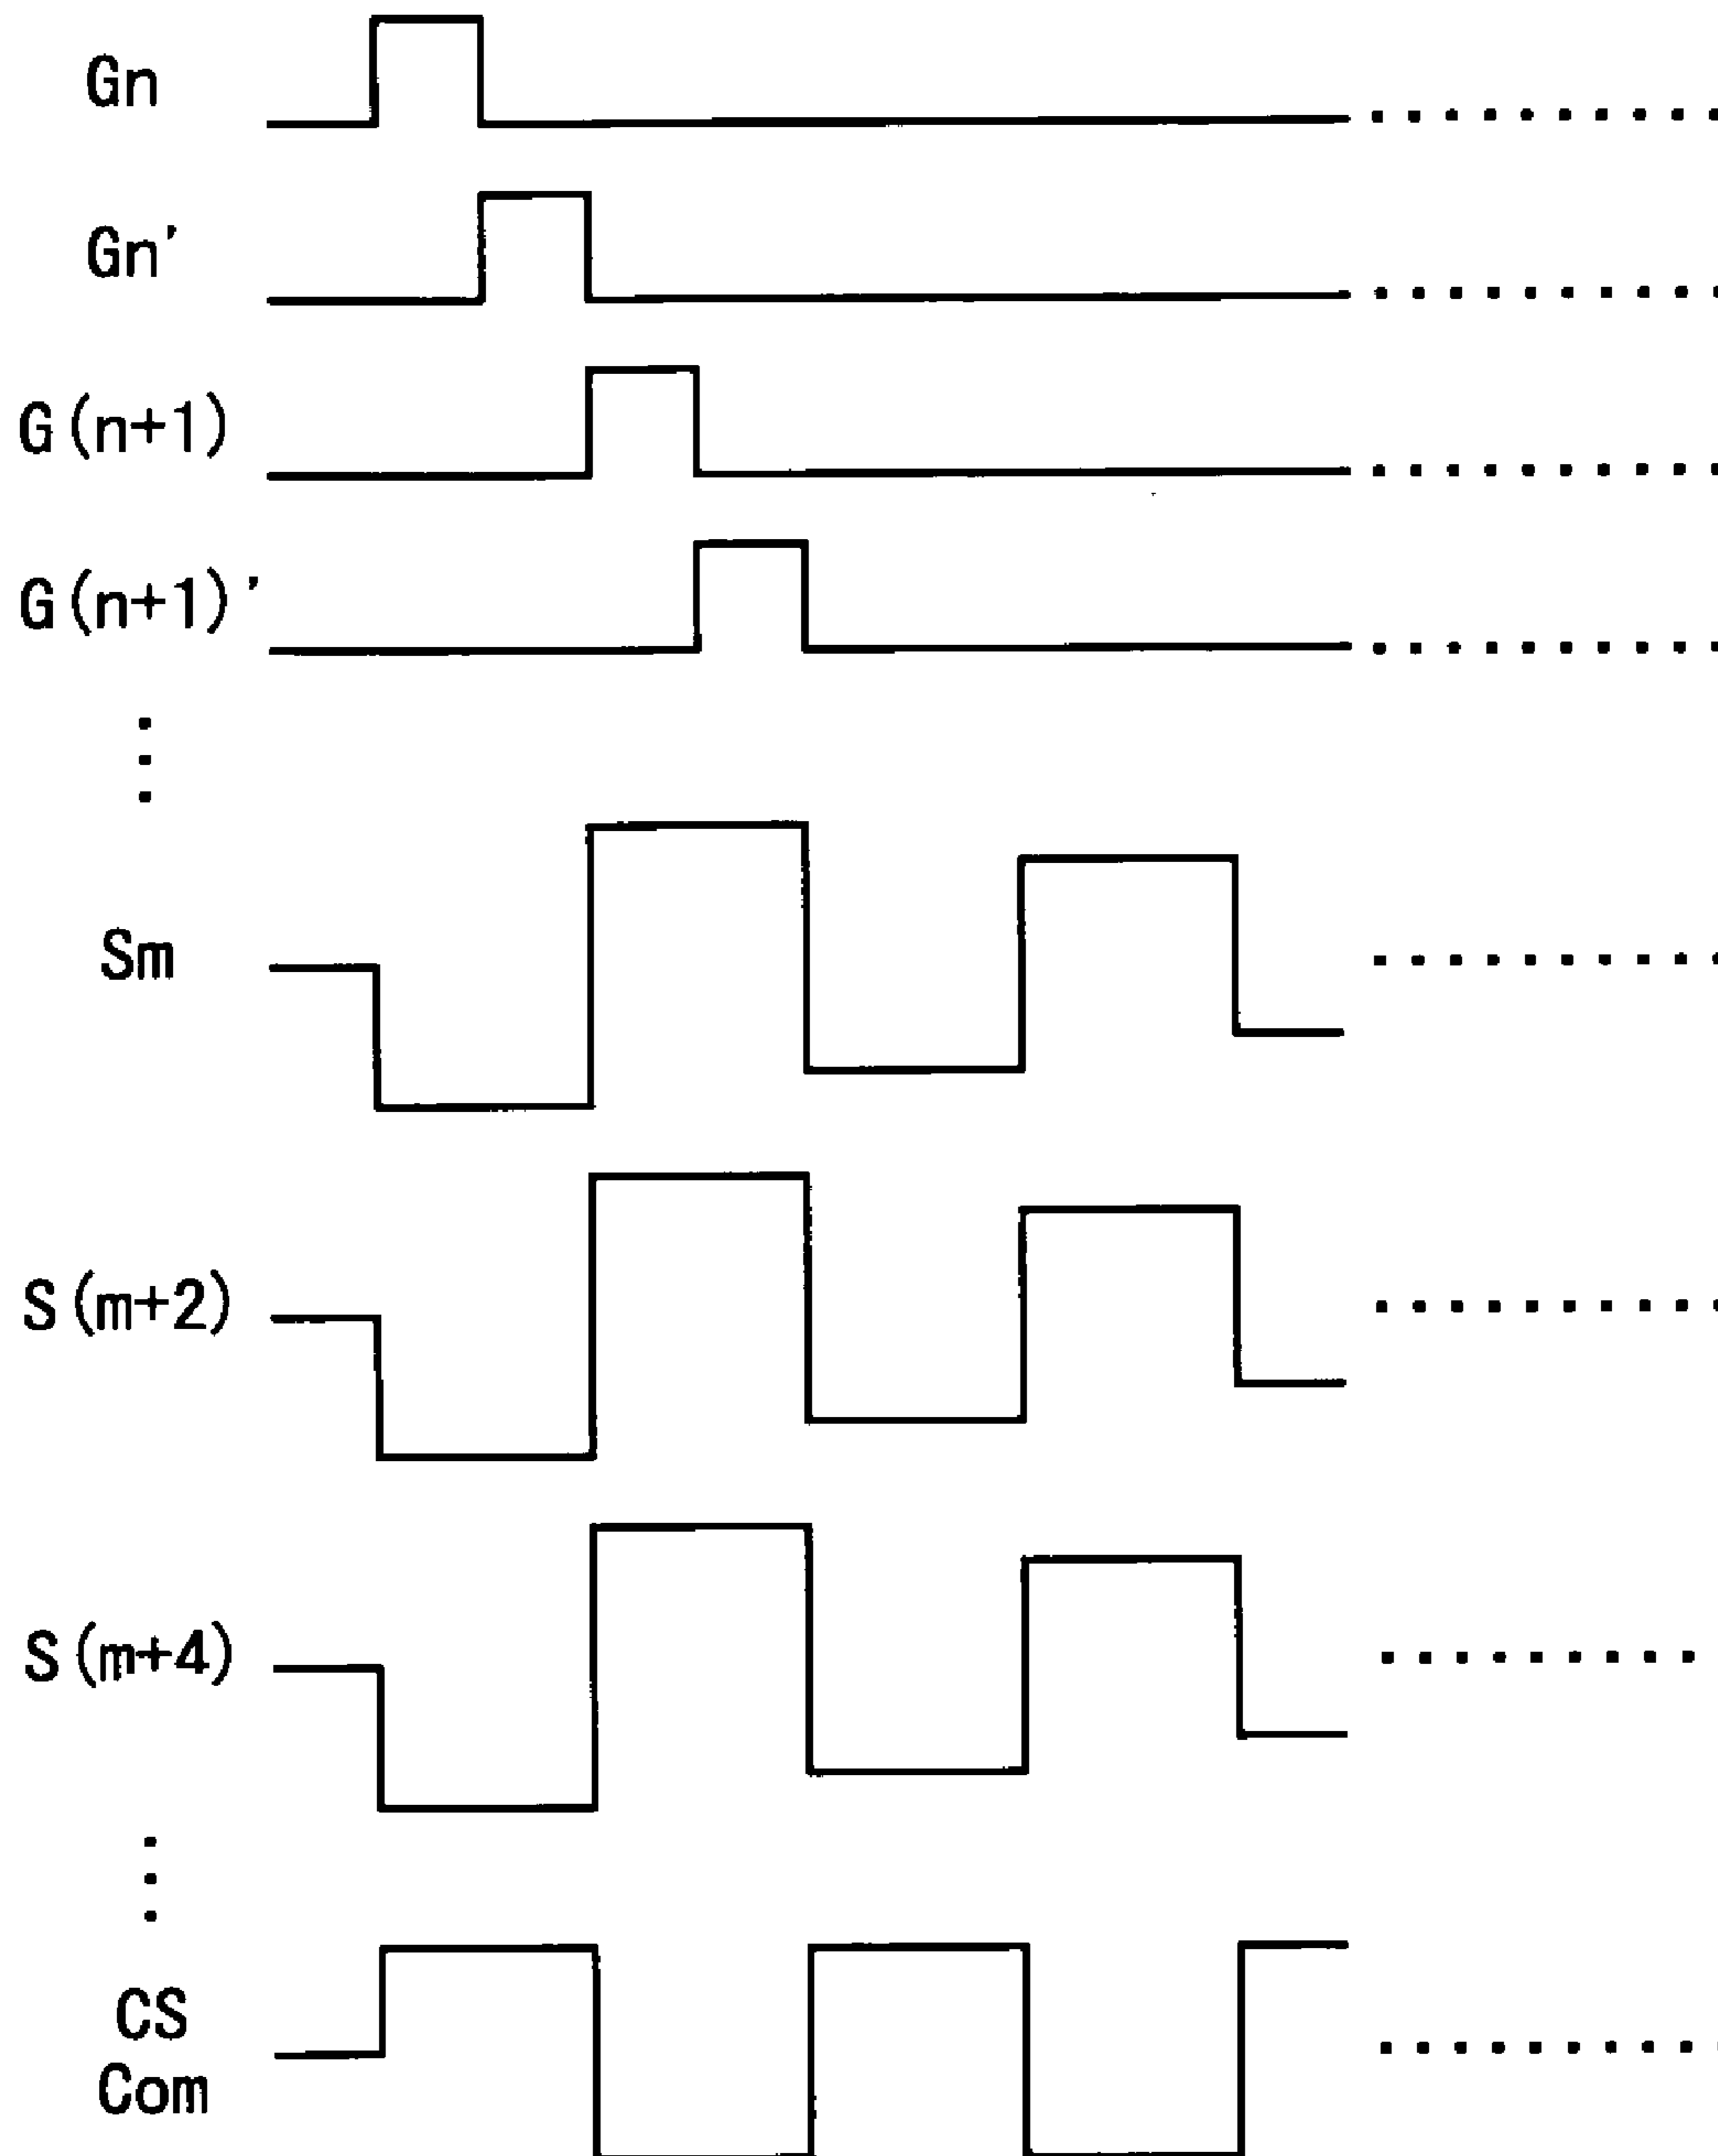 Gn
Gn'
G(n+1)
G(n+1)'
Sm
S(m+2)
S(m+4)
CS
Com